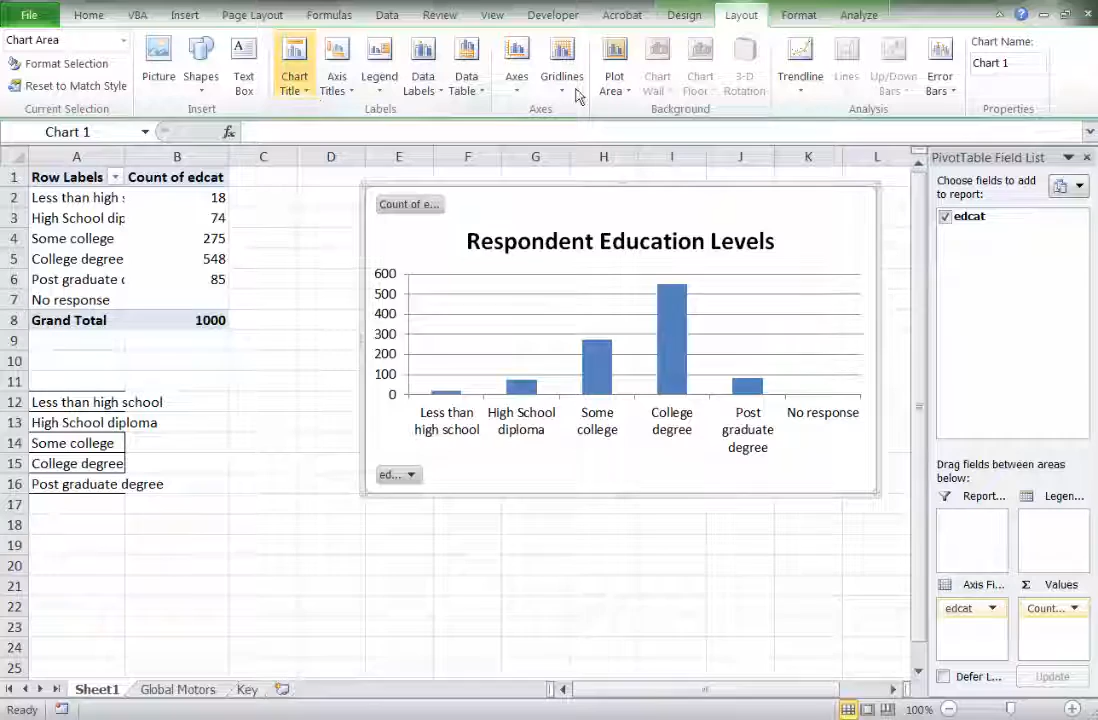 File Home VBA Insert Page Layout Formulas Data Review View Developer Acrobat Design Layout Format Analyze
Chart Area
Format Selection
Reset to Match Style
Current Selection
Picture Shapes Text Box
Insert
Chart Title Axis Titles Legend Data Labels Data Table
Labels
Axes Gridlines
Axes
Plot Area Chart Wall Chart Floor 3-D Rotation
Background
Trendline Lines Up/Down Bars Error Bars
Analysis
Chart Name:
Chart 1
Properties
Chart 1 fx
A B C D E F G H I J K L
1 Row Labels Count of edcat
2 Less than high s 18
3 High School dip 74
4 Some college 275
5 College degree 548
6 Post graduate d 85
7 No response
8 Grand Total 1000
9
10
11
12 Less than high school
13 High School diploma
14 Some college
15 College degree
16 Post graduate degree
17
18
19
20
21
22
23
24
25
Count of e...
Respondent Education Levels
600
500
400
300
200
100
0
Less than high school
High School diploma
Some college
College degree
Post graduate degree
No response
ed...
PivotTable Field List
Choose fields to add to report:
edcat
Drag fields between areas below:
Report... Legen...
Axis Fi... Σ Values
edcat Count...
Defer L... Update
Sheet1 Global Motors Key
Ready 100%